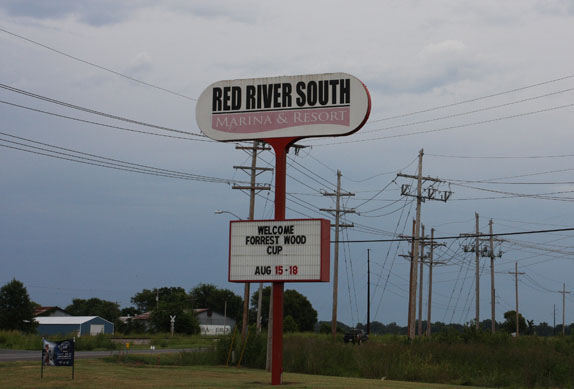 RED RIVER SOUTH
MARINA & RESORT
WELCOME
FORREST WOOD
CUP
AUG 15-18